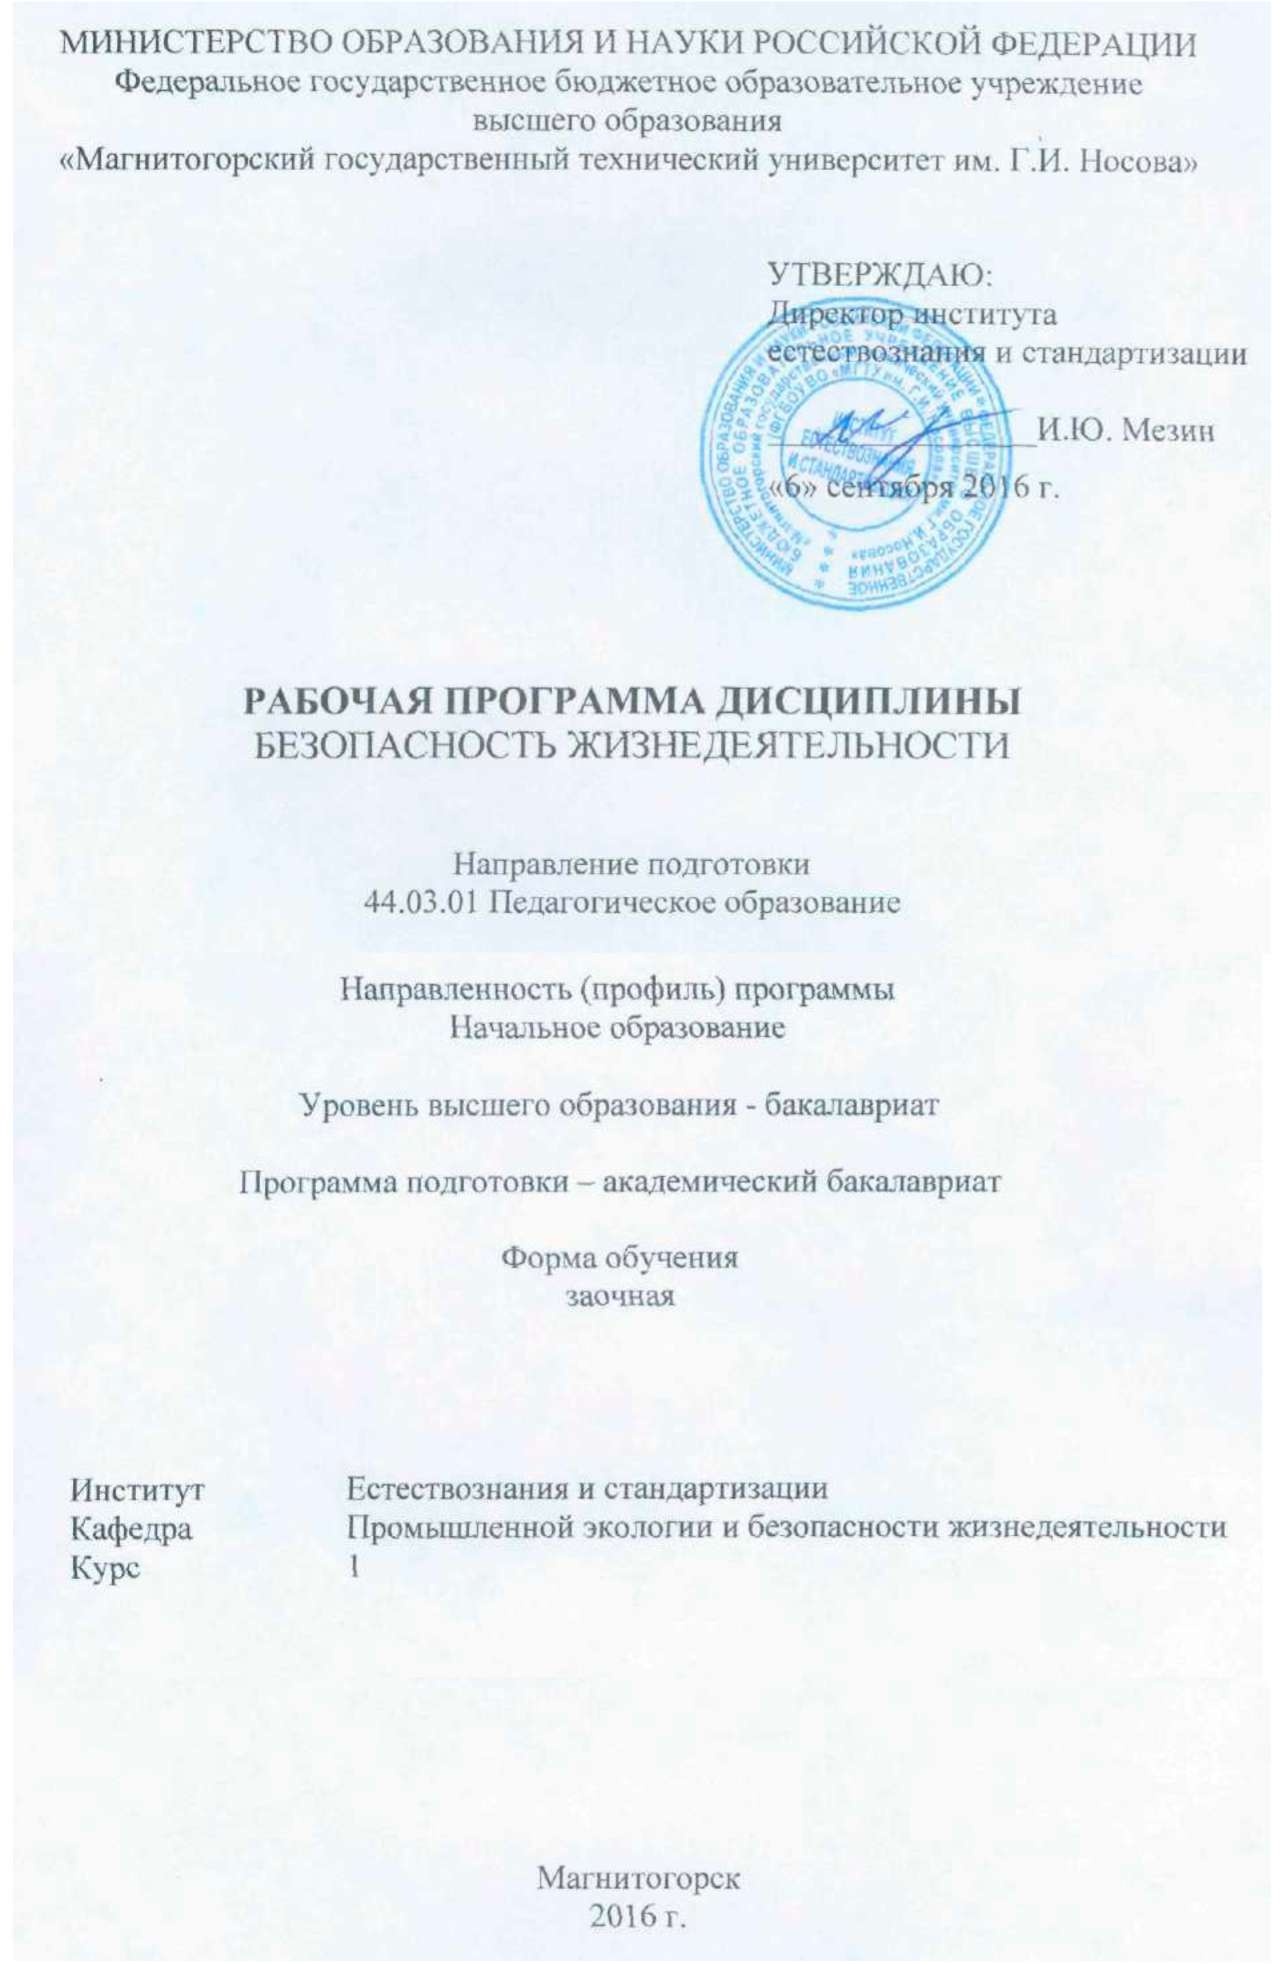 МИНИСТЕРСТВО ОБРАЗОВАНИЯ И НАУКИ РОССИЙСКОЙ ФЕДЕРАЦИИ
Федеральное государственное бюджетное образовательное учреждение
высшего образования
«Магнитогорский государственный технический университет им. Г.И. Носова»
УТВЕРЖДАЮ:
Директор института
естествознания и стандартизации
И.Ю. Мезин
«6» сентября 2016 г.
РАБОЧАЯ ПРОГРАММА ДИСЦИПЛИНЫ
БЕЗОПАСНОСТЬ ЖИЗНЕДЕЯТЕЛЬНОСТИ
Направление подготовки
44.03.01 Педагогическое образование
Направленность (профиль) программы
Начальное образование
Уровень высшего образования - бакалавриат
Программа подготовки – академический бакалавриат
Форма обучения
заочная
Институт Естествознания и стандартизации
Кафедра Промышленной экологии и безопасности жизнедеятельности
Курс 1
Магнитогорск
2016 г.